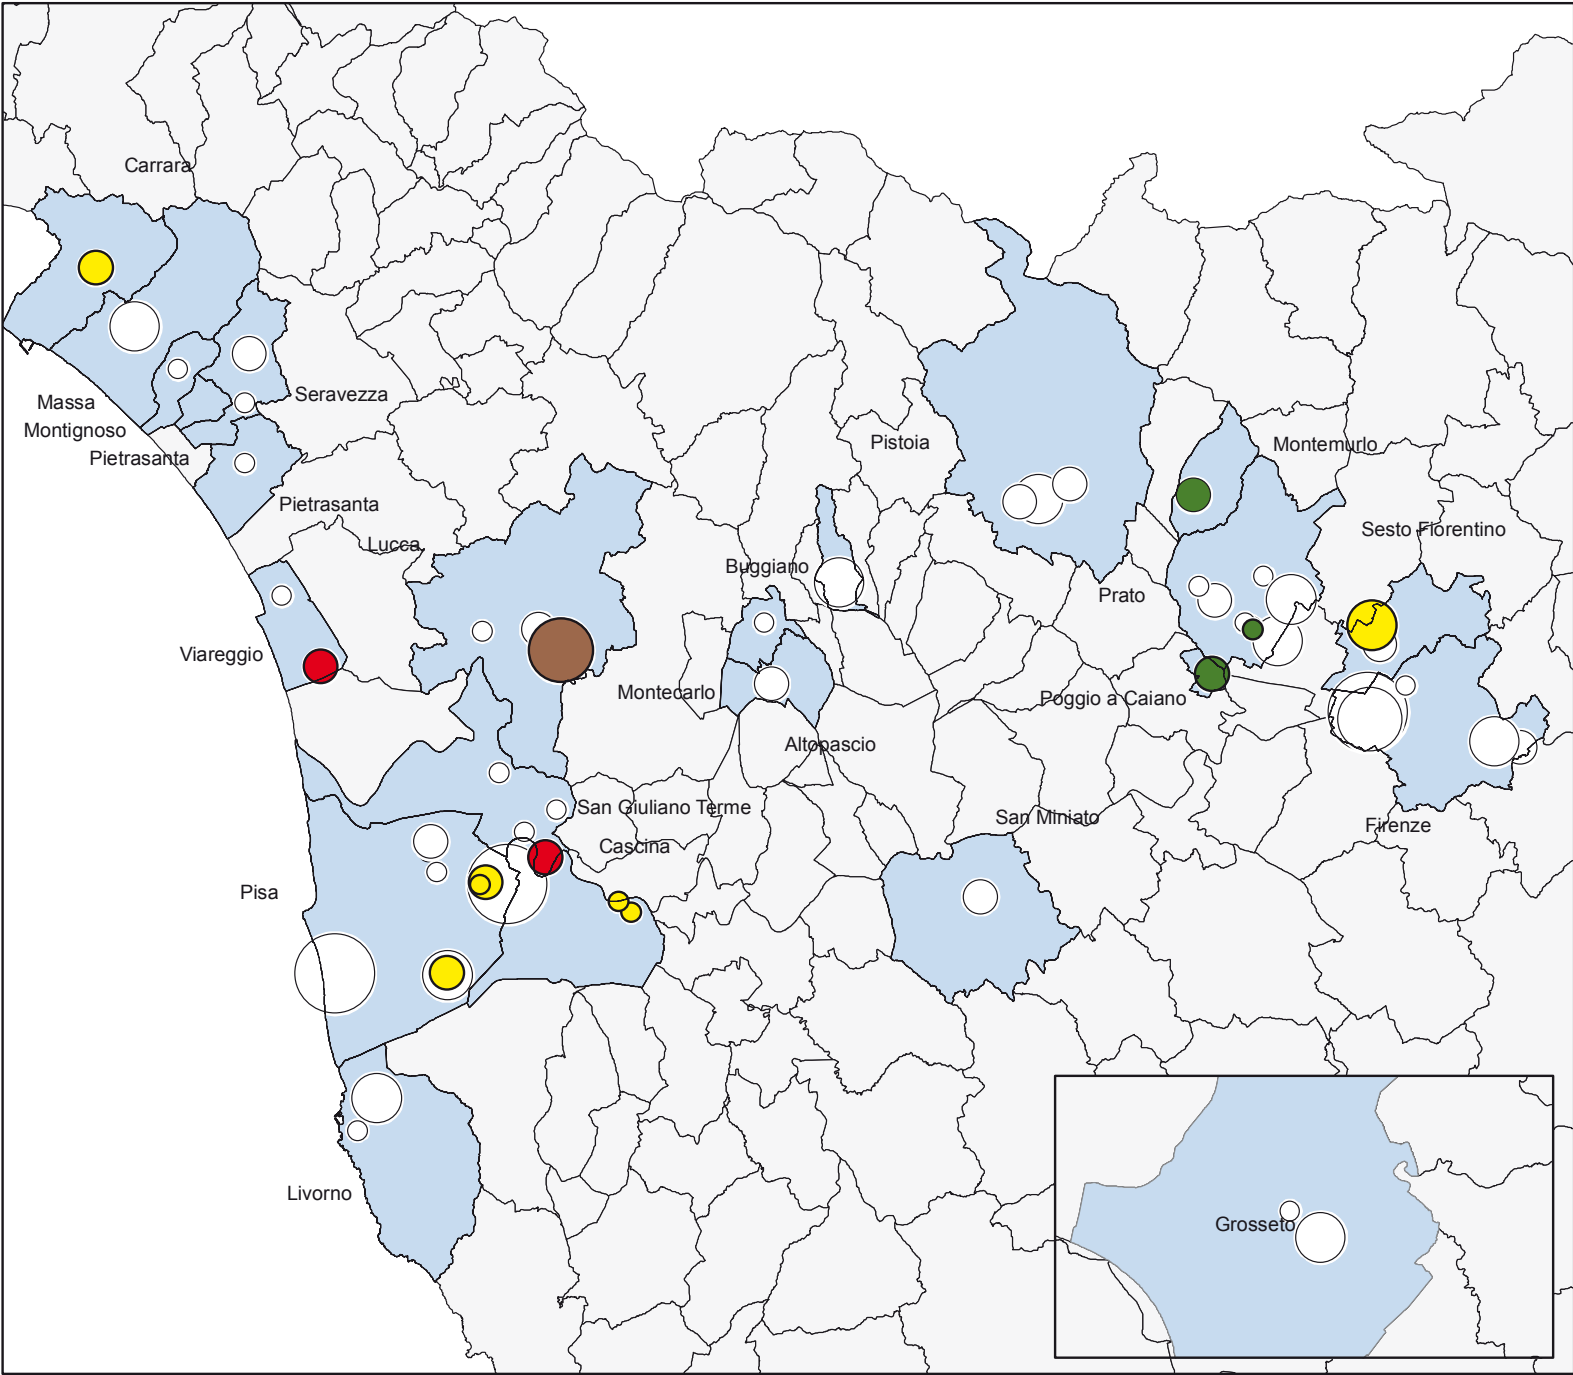 Carrara
Massa
Montignoso
Pietrasanta
Seravezza
Pietrasanta
Lucca
Viareggio
Pistoia
Montemurlo
Sesto Fiorentino
Buggiano
Prato
Montecarlo
Poggio a Caiano
Altopascio
San Giuliano Terme
San Miniato
Firenze
Cascina
Pisa
Livorno
Grosseto